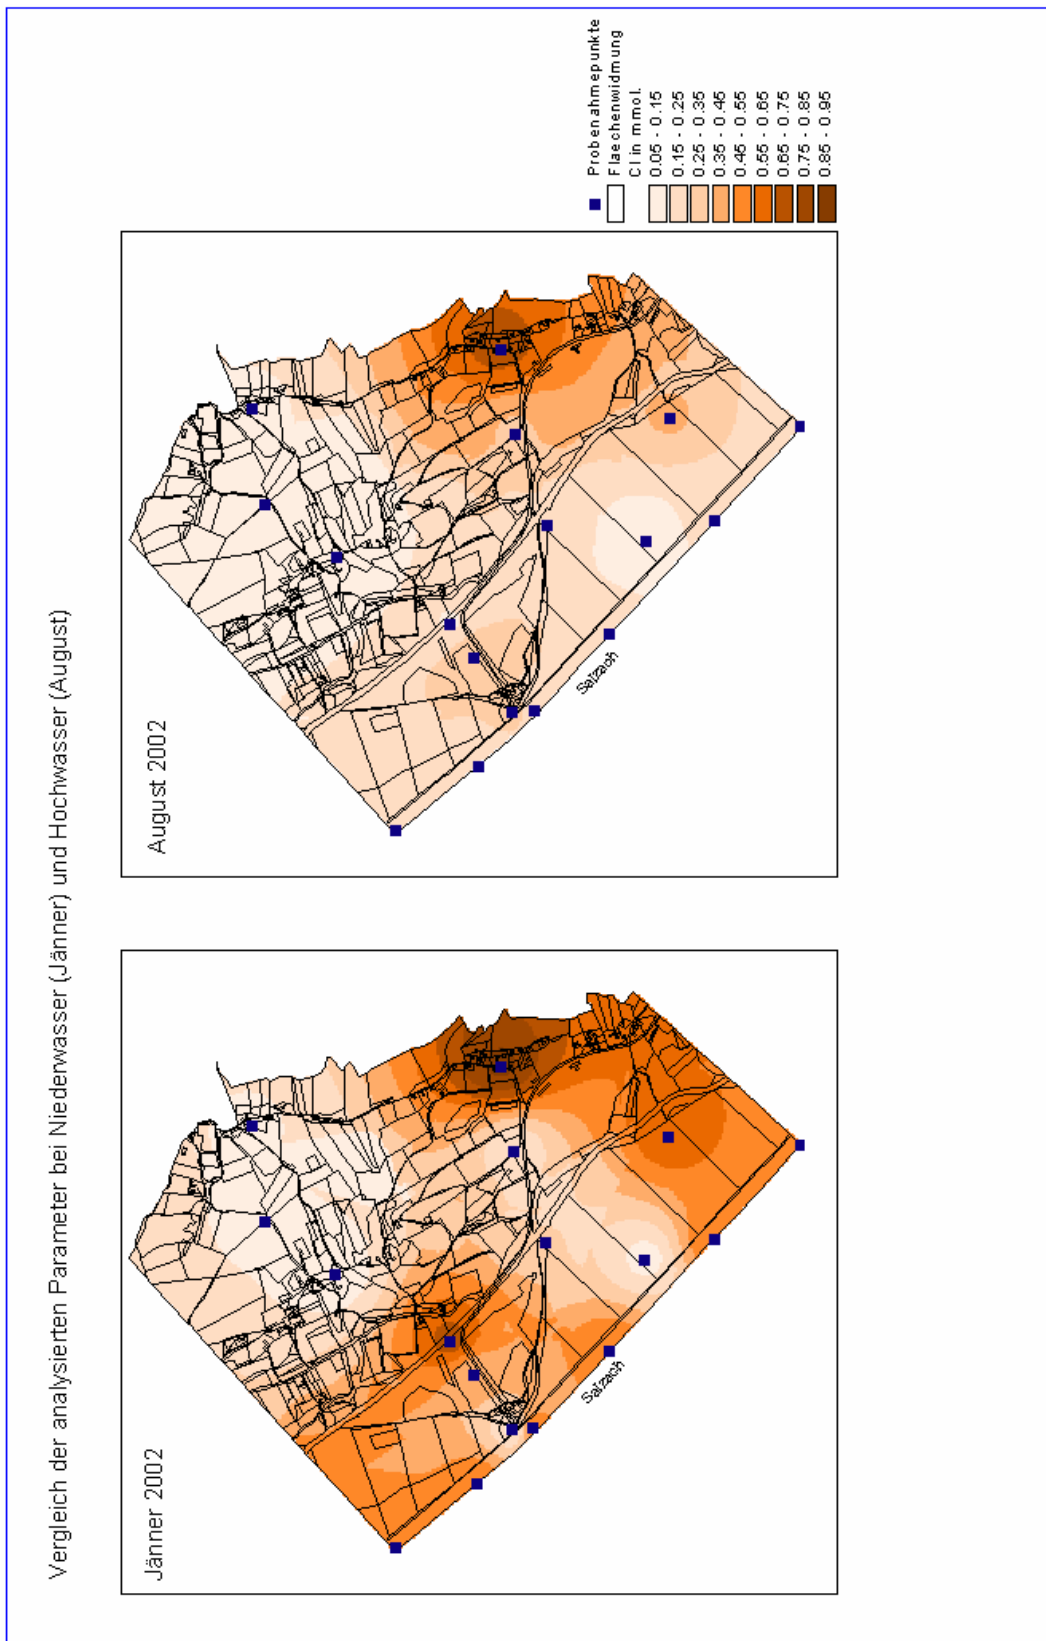 Vergleich der analysierten Parameter bei Niederwasser (Jänner) und Hochwasser (August)
Jänner 2002
Salzach
August 2002
Salzach
Probenahmepunkte
Flaechenwidmung
Cl in mmol.
0.05 - 0.15
0.15 - 0.25
0.25 - 0.35
0.35 - 0.45
0.45 - 0.55
0.55 - 0.65
0.65 - 0.75
0.75 - 0.85
0.85 - 0.95